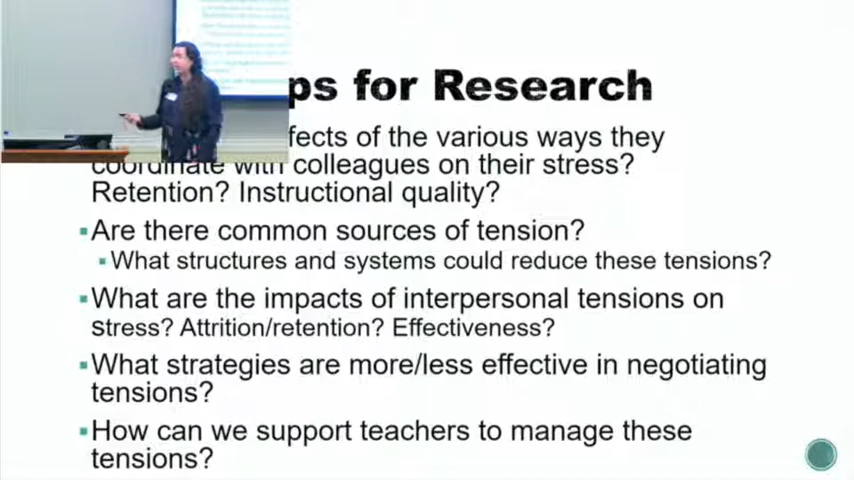 ps for Research
fects of the various ways they
coordinate with colleagues on their stress?
Retention? Instructional quality?
Are there common sources of tension?
What structures and systems could reduce these tensions?
What are the impacts of interpersonal tensions on
stress? Attrition/retention? Effectiveness?
What strategies are more/less effective in negotiating
tensions?
How can we support teachers to manage these
tensions?